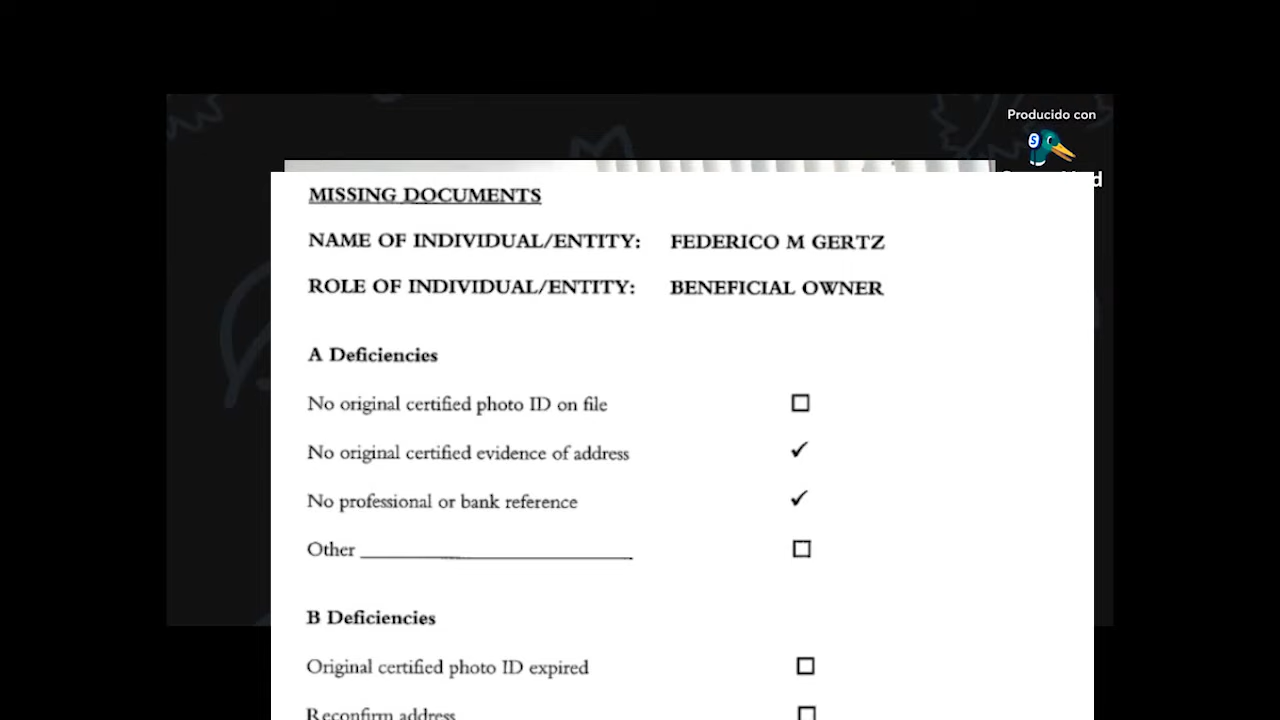 Producido con
MISSING DOCUMENTS
NAME OF INDIVIDUAL/ENTITY: FEDERICO M GERTZ
ROLE OF INDIVIDUAL/ENTITY: BENEFICIAL OWNER
A Deficiencies
No original certified photo ID on file ☐
No original certified evidence of address ✓
No professional or bank reference ✓
Other ____________________ ☐
B Deficiencies
Original certified photo ID expired ☐
Reconfirm address ☐